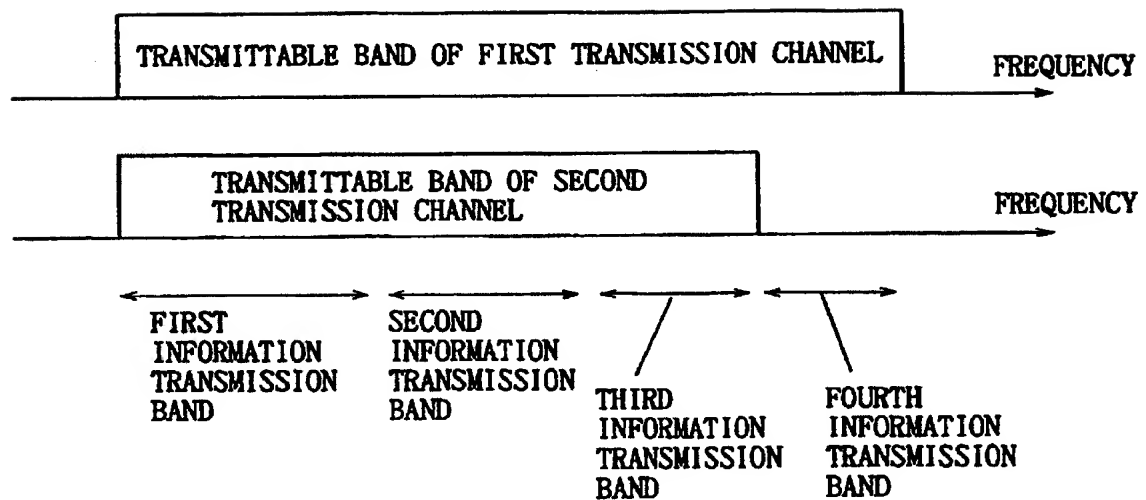 TRANSMITTABLE BAND OF FIRST TRANSMISSION CHANNEL
FREQUENCY
TRANSMITTABLE BAND OF SECOND
TRANSMISSION CHANNEL
FREQUENCY
FIRST
INFORMATION
TRANSMISSION
BAND
SECOND
INFORMATION
TRANSMISSION
BAND
THIRD
INFORMATION
TRANSMISSION
BAND
FOURTH
INFORMATION
TRANSMISSION
BAND